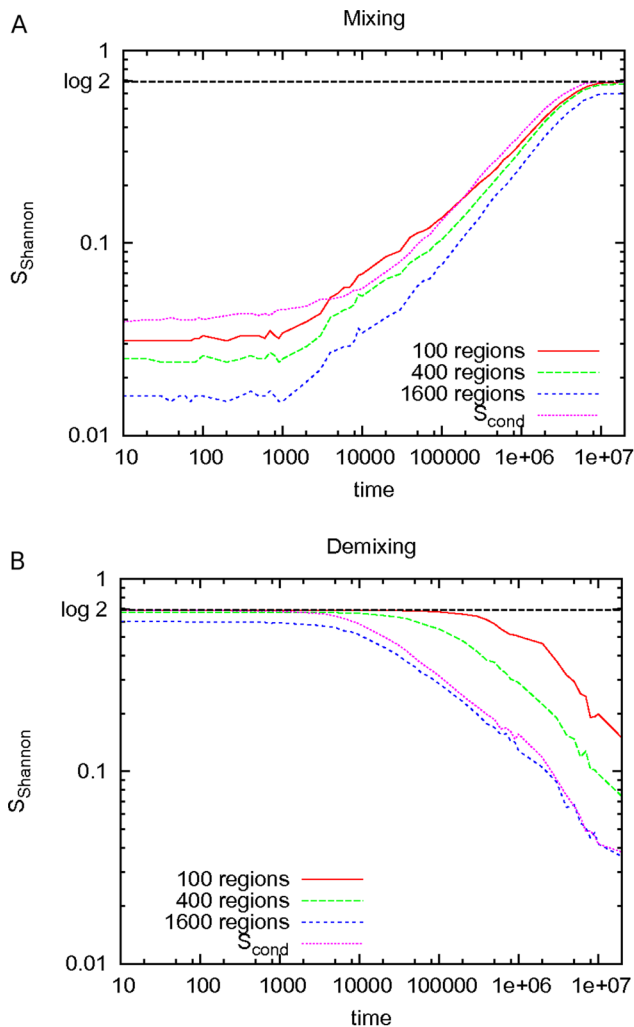 A
Mixing
1
log 2
0.1
0.01
S_Shannon
100 regions
400 regions
1600 regions
S_cond
10 100 1000 10000 100000 1e+06 1e+07
time
B
Demixing
1
log 2
0.1
0.01
S_Shannon
100 regions
400 regions
1600 regions
S_cond
10 100 1000 10000 100000 1e+06 1e+07
time